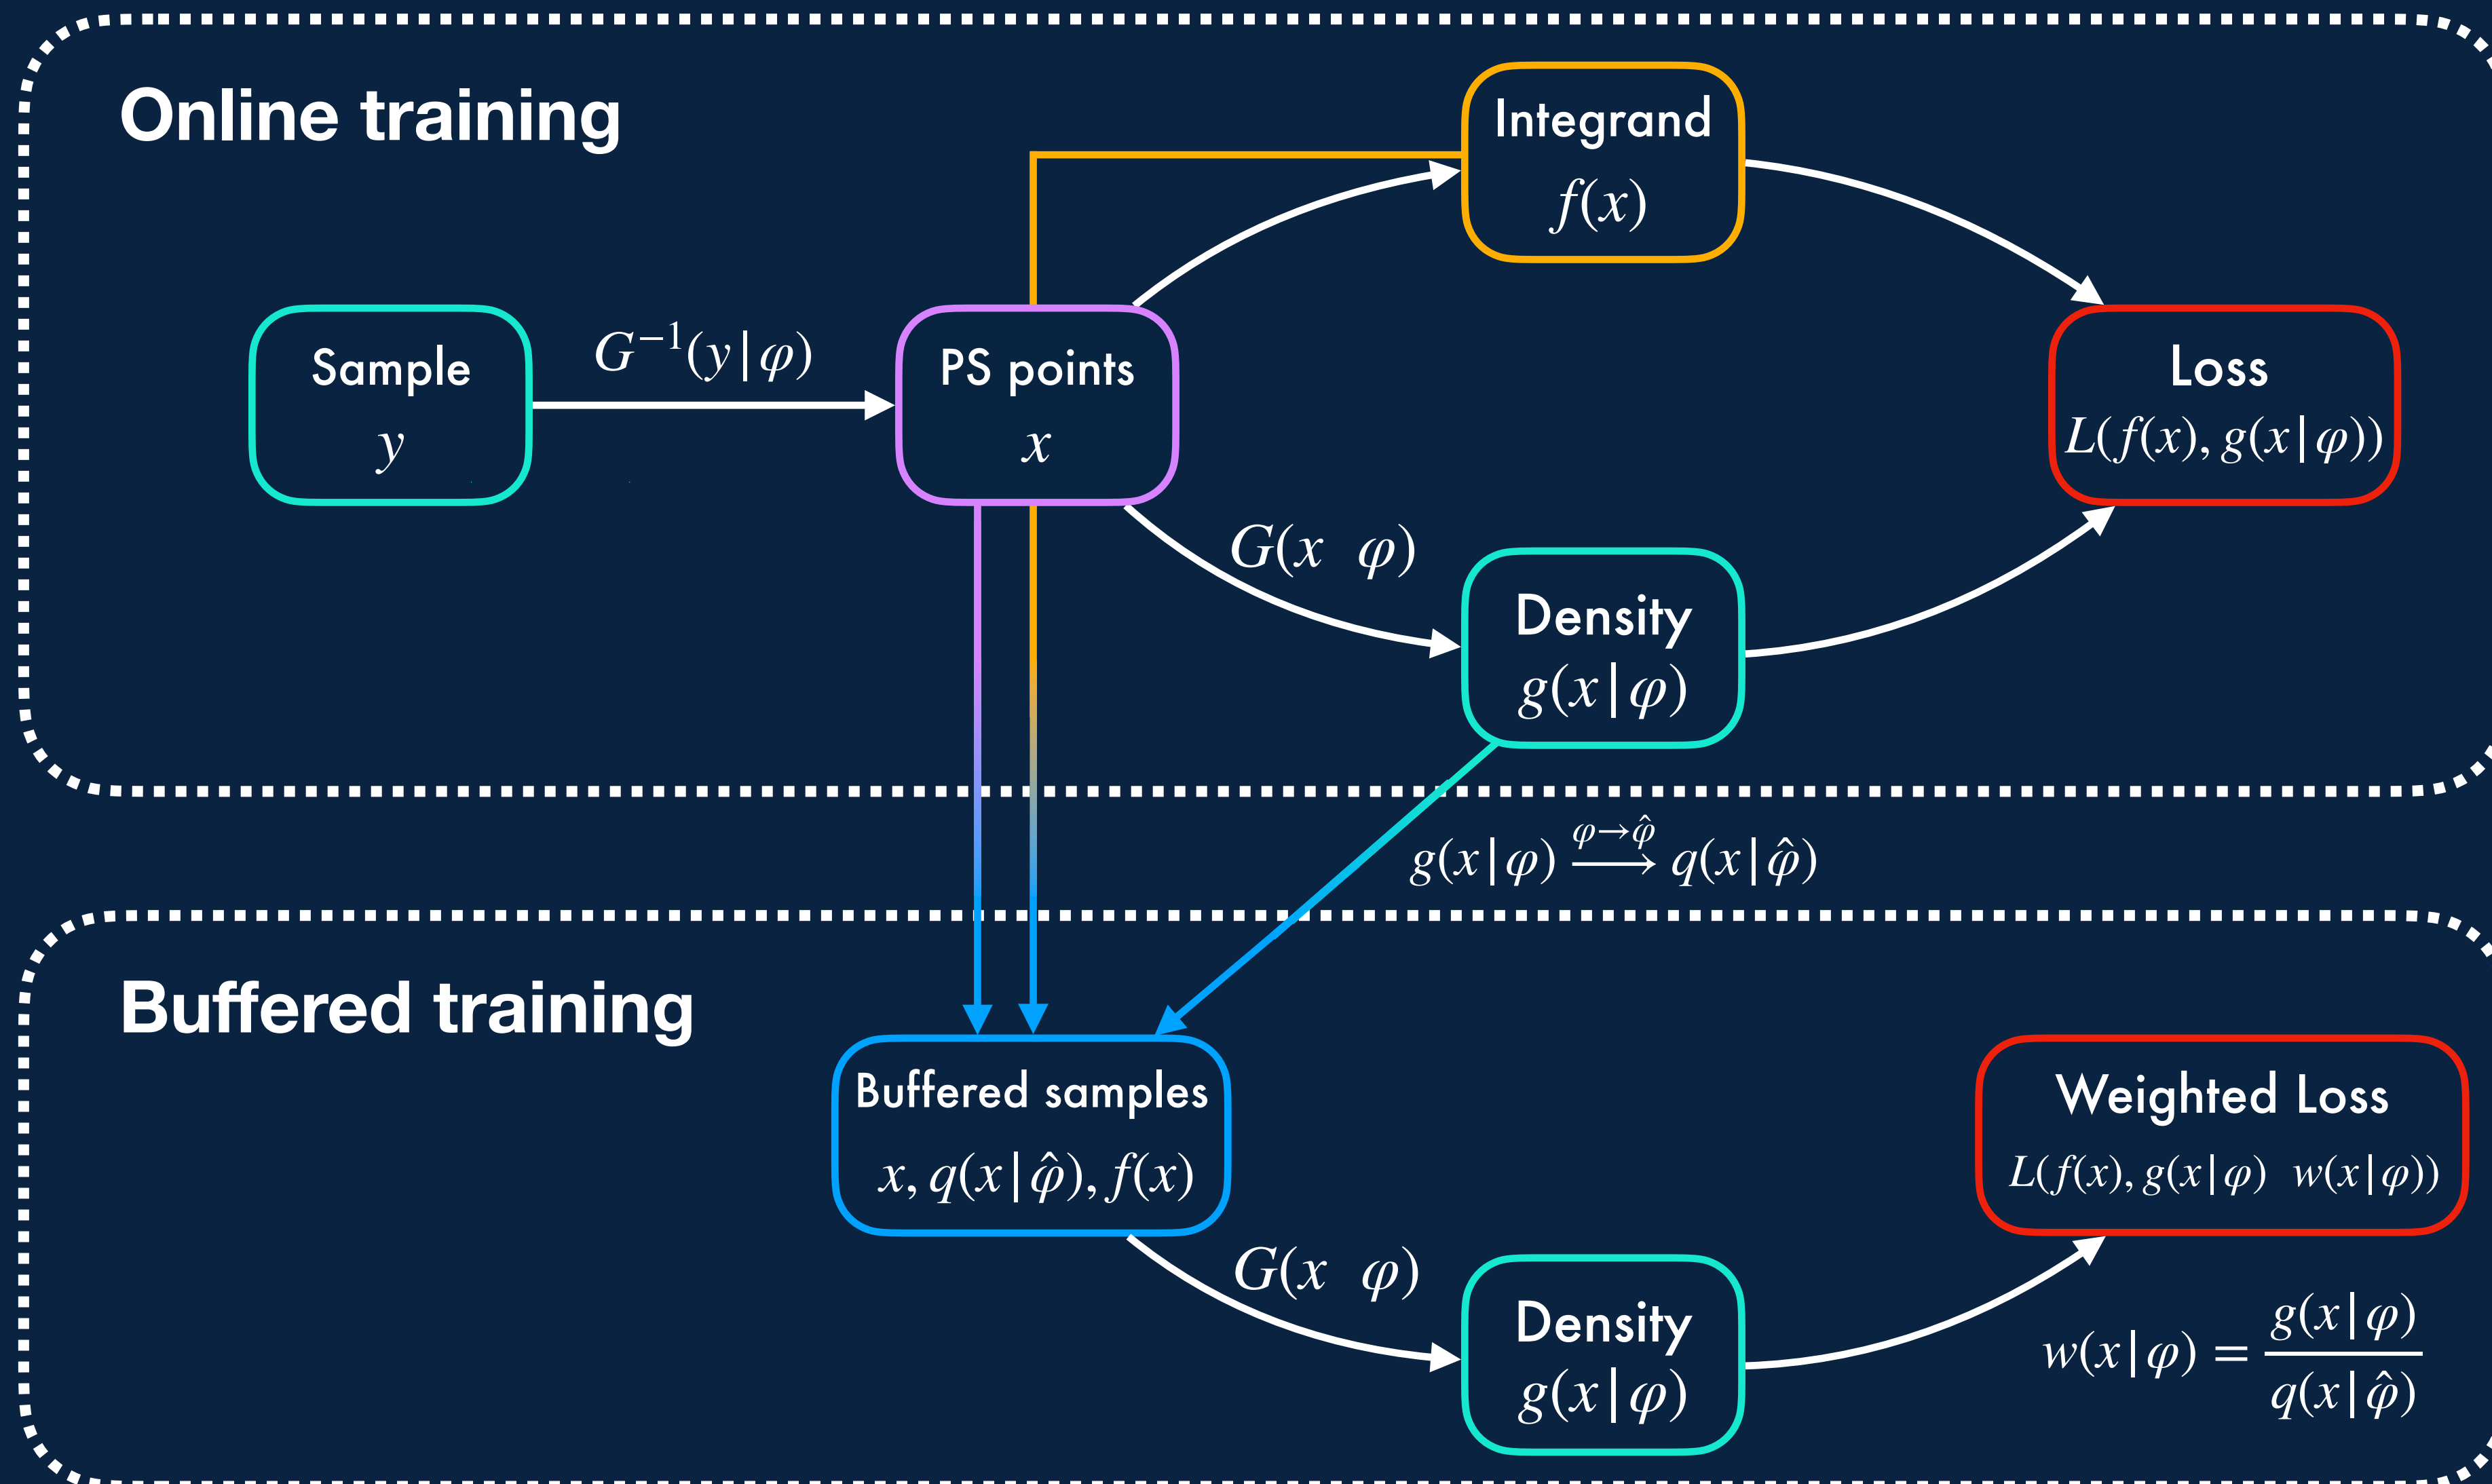 Online training
Integrand
f(x)
Sample
y
G⁻¹(y|φ)
PS points
x
Loss
L(f(x), g(x|φ))
G(x φ)
Density
g(x|φ)
g(x|φ) φ→φ̂ ⟶ q(x|φ̂)
Buffered training
Buffered samples
x, q(x|φ̂), f(x)
Weighted Loss
L(f(x), g(x|φ) w(x|φ))
G(x φ)
Density
g(x|φ)
w(x|φ) = g(x|φ) / q(x|φ̂)